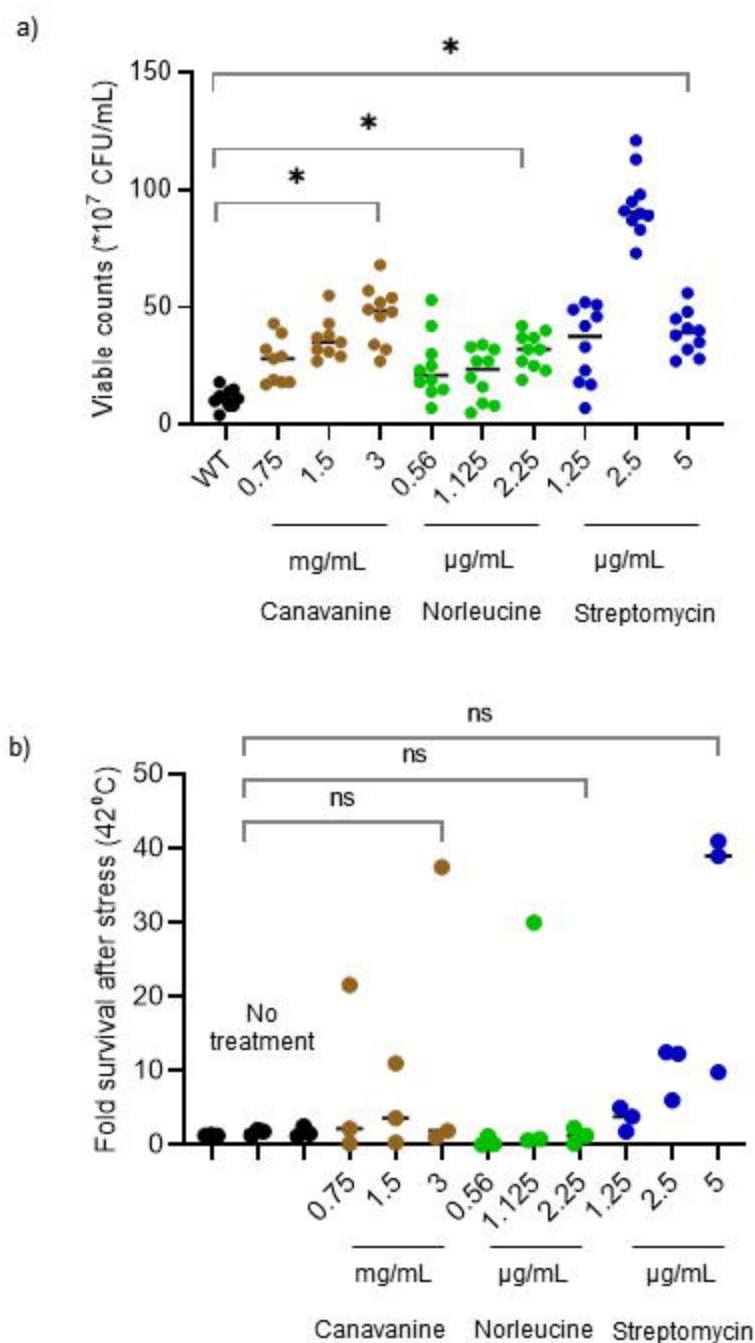 a)
*
*
*
Viable counts (*10⁷ CFU/mL)
150
100
50
0
WT
0.75
1.5
3
0.56
1.125
2.25
1.25
2.5
5
mg/mL
µg/mL
µg/mL
Canavanine
Norleucine
Streptomycin
b)
ns
ns
ns
Fold survival after stress (42⁰C)
50
40
30
20
10
0
No
treatment
0.75
1.5
3
0.56
1.125
2.25
1.25
2.5
5
mg/mL
µg/mL
µg/mL
Canavanine
Norleucine
Streptomycin